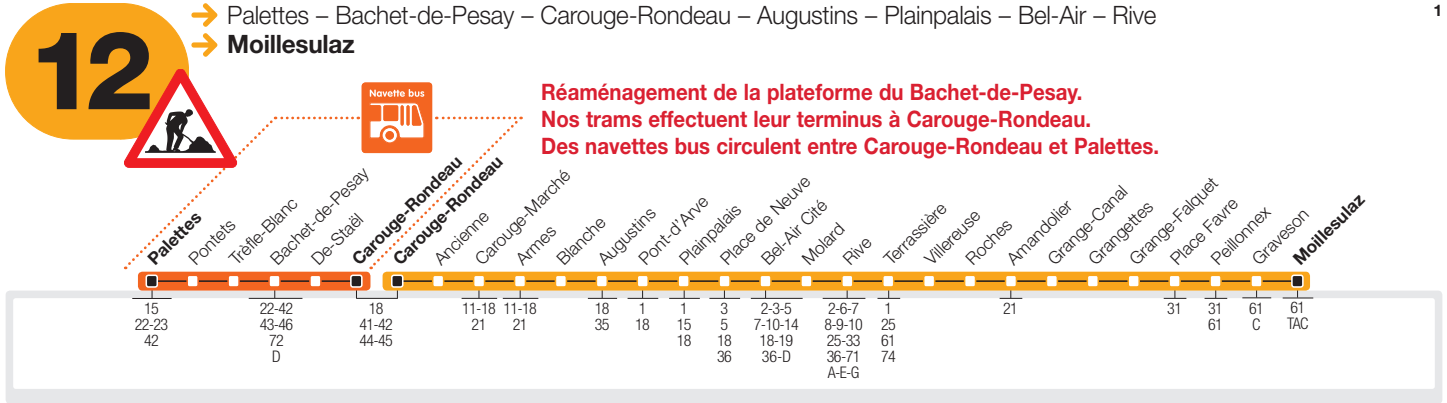 12
→ Palettes – Bachet-de-Pesay – Carouge-Rondeau – Augustins – Plainpalais – Bel-Air – Rive
→ Moillesulaz
1
Navette bus
Réaménagement de la plateforme du Bachet-de-Pesay.
Nos trams effectuent leur terminus à Carouge-Rondeau.
Des navettes bus circulent entre Carouge-Rondeau et Palettes.
Palettes
Pontets
Trèfle-Blanc
Bachet-de-Pesay
De-Staël
Carouge-Rondeau
Carouge-Rondeau
Ancienne
Carouge-Marché
Armes
Blanche
Augustins
Pont-d'Arve
Plainpalais
Place de Neuve
Bel-Air Cité
Molard
Rive
Terrassière
Villereuse
Roches
Amandolier
Grange-Canal
Grangettes
Grange-Falquet
Place Favre
Peillonnex
Graveson
Moillesulaz
15
22-23
42
22-42
43-46
72
D
18
41-42
44-45
11-18
21
11-18
21
18
35
1
18
1
15
18
3
5
18
36
2-3-5
7-10-14
18-19
36-D
2-6-7
8-9-10
25-33
36-71
A-E-G
1
25
61
74
21
31
31
61
61
C
61
TAC